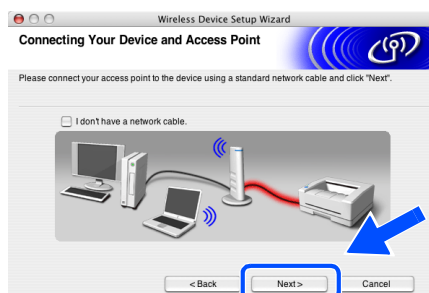 Wireless Device Setup Wizard
Connecting Your Device and Access Point
Please connect your access point to the device using a standard network cable and click "Next".
I don't have a network cable.
< Back
Next >
Cancel